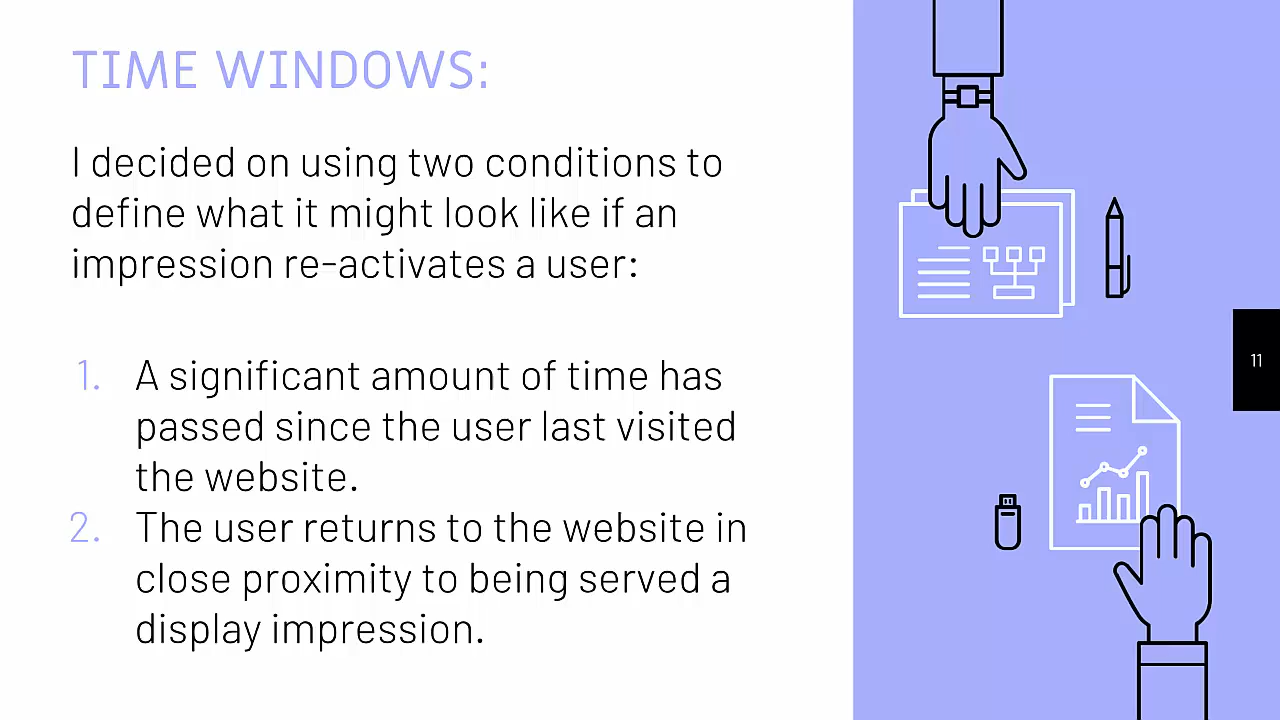 TIME WINDOWS:
I decided on using two conditions to
define what it might look like if an
impression re-activates a user:
1. A significant amount of time has
passed since the user last visited
the website.
2. The user returns to the website in
close proximity to being served a
display impression.
11